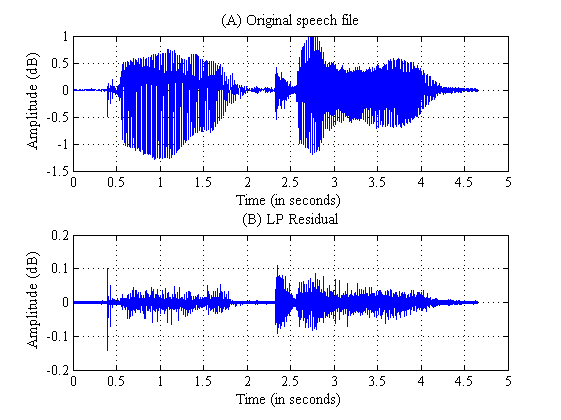 (A) Original speech file
1
0.5
0
-0.5
-1
-1.5
Amplitude (dB)
0 0.5 1 1.5 2 2.5 3 3.5 4 4.5 5
Time (in seconds)
(B) LP Residual
0.2
0.1
0
-0.1
-0.2
Amplitude (dB)
0 0.5 1 1.5 2 2.5 3 3.5 4 4.5 5
Time (in seconds)